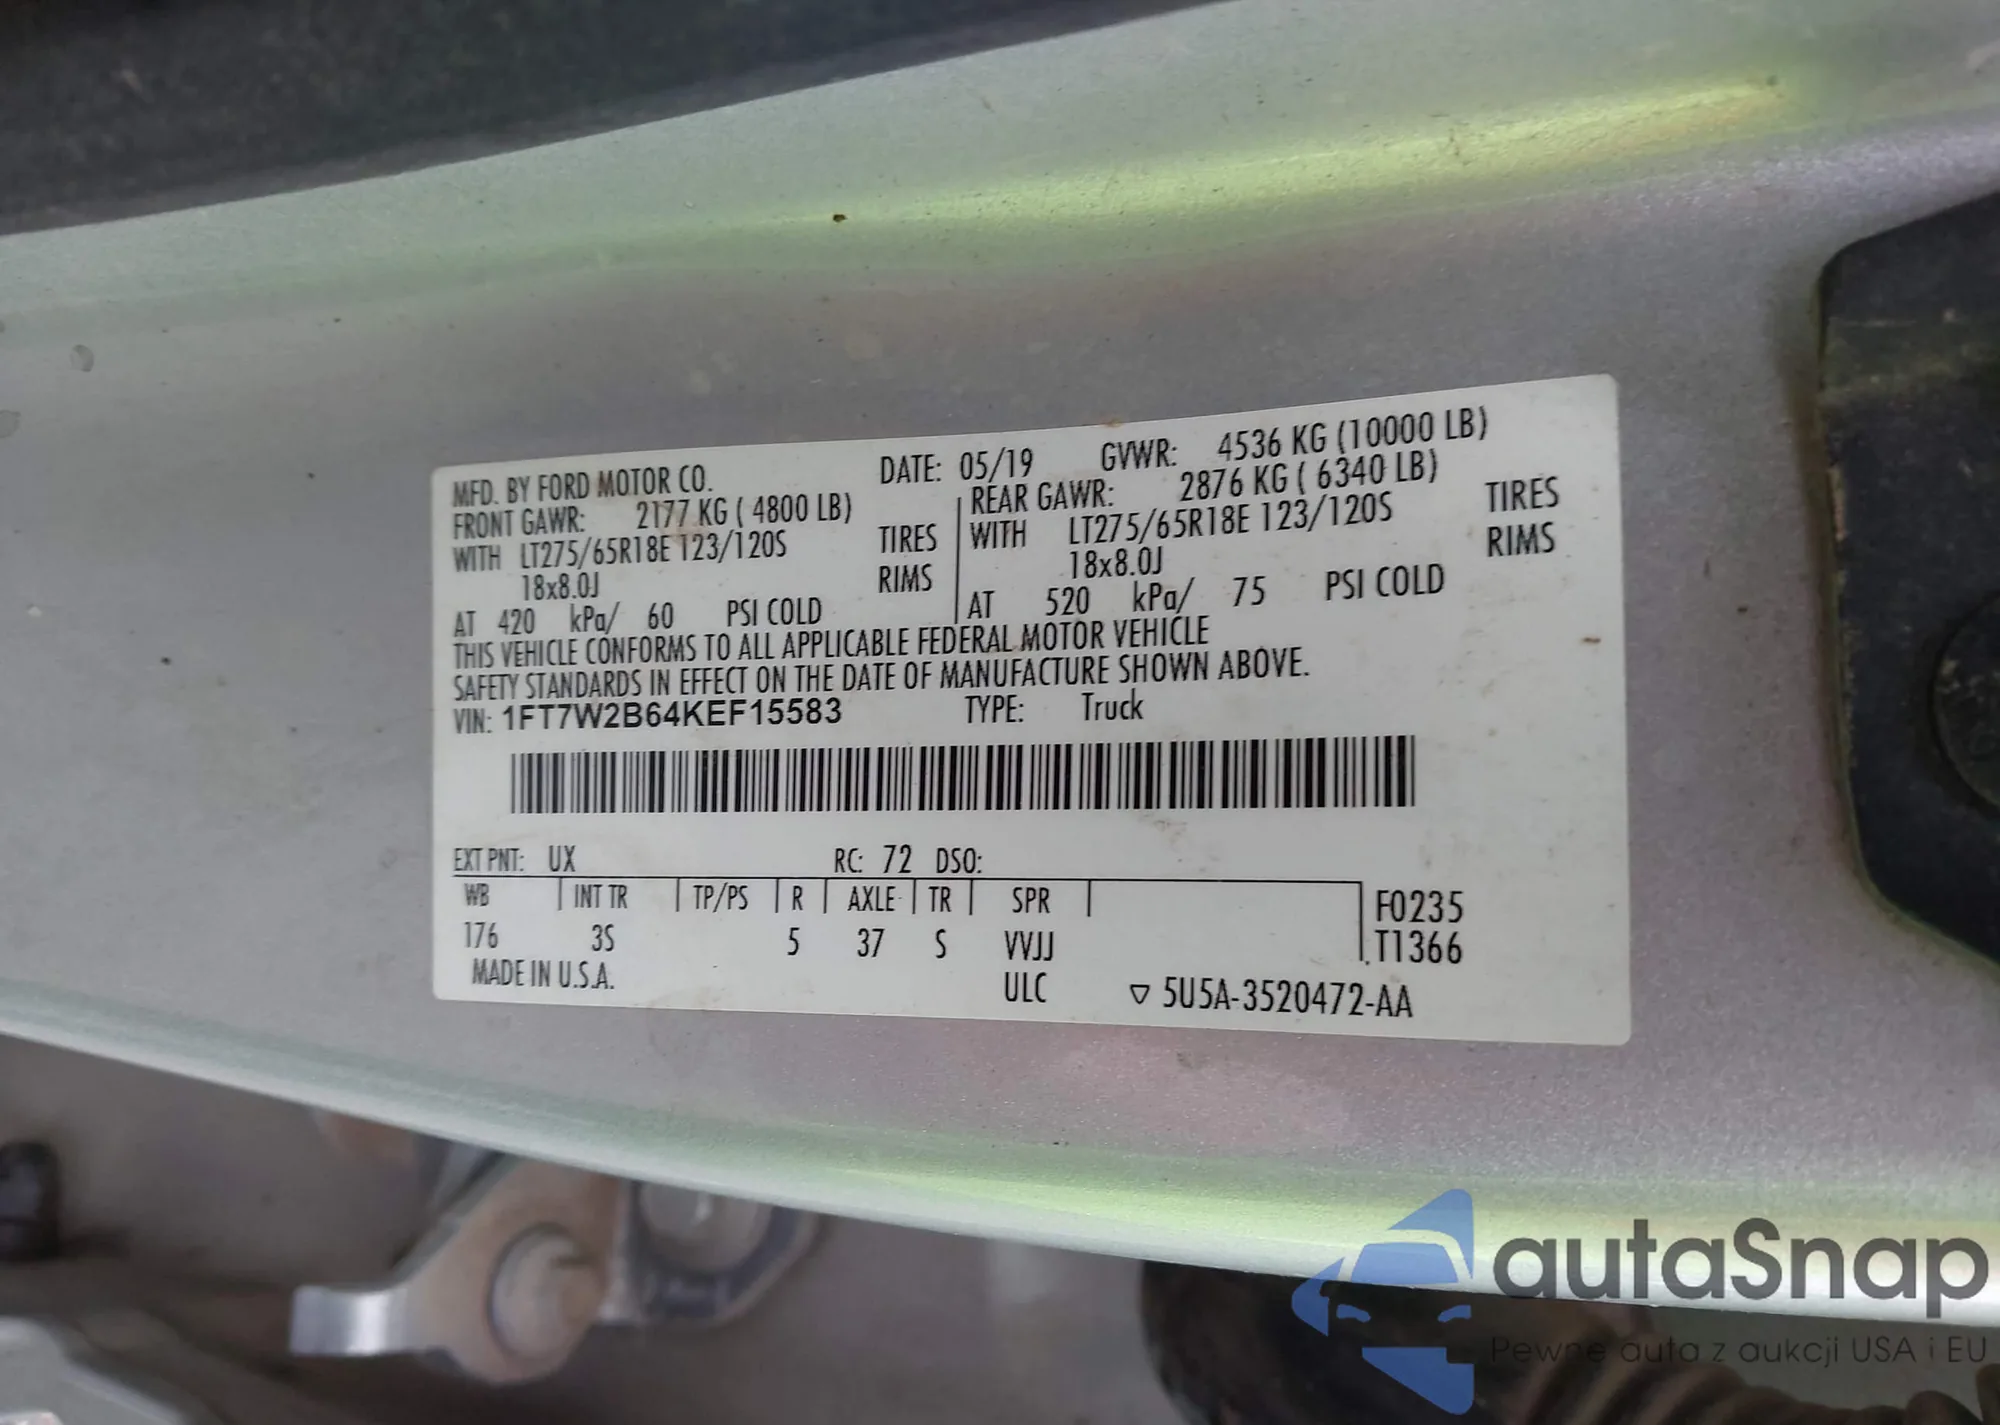 MFD. BY FORD MOTOR CO. DATE: 05/19 GVWR: 4536 KG (10000 LB)
FRONT GAWR: 2177 KG ( 4800 LB) REAR GAWR: 2876 KG ( 6340 LB)
WITH LT275/65R18E 123/120S TIRES WITH LT275/65R18E 123/120S TIRES
18x8.0J RIMS 18x8.0J RIMS
AT 420 kPa/ 60 PSI COLD AT 520 kPa/ 75 PSI COLD
THIS VEHICLE CONFORMS TO ALL APPLICABLE FEDERAL MOTOR VEHICLE
SAFETY STANDARDS IN EFFECT ON THE DATE OF MANUFACTURE SHOWN ABOVE.
VIN: 1FT7W2B64KEF15583 TYPE: Truck
EXT PNT: UX RC: 72 DSO:
WB INT TR TP/PS R AXLE TR SPR F0235
176 3S 5 37 S VVJJ T1366
MADE IN U.S.A. ULC ▽ 5U5A-3520472-AA
autaSnap
Pewne auta z aukcji USA i EU